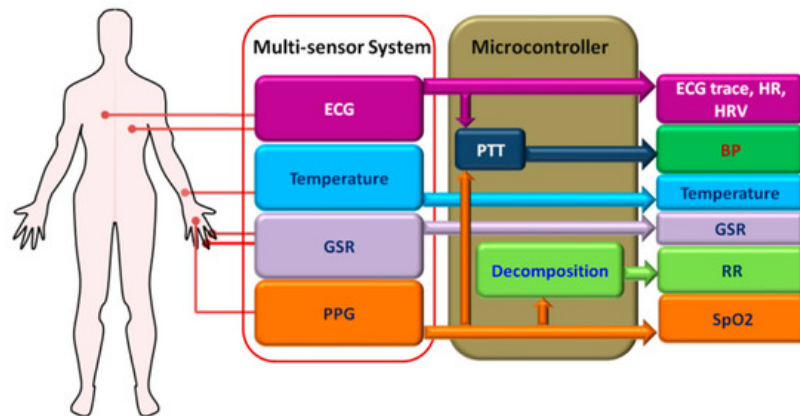 Multi-sensor System
Microcontroller
ECG
ECG trace, HR,
HRV
PTT
BP
Temperature
Temperature
GSR
GSR
Decomposition
RR
PPG
SpO2